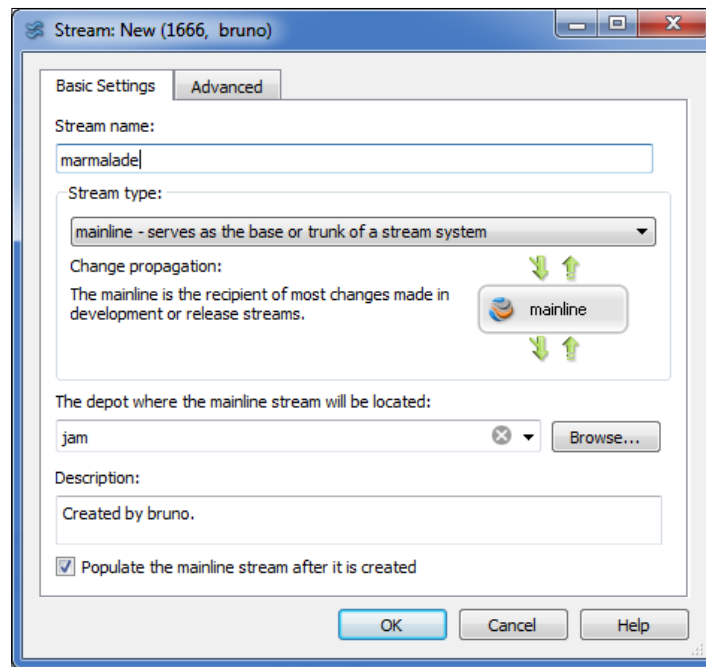 Stream: New (1666, bruno)
Basic Settings
Advanced
Stream name:
marmalade
Stream type:
mainline - serves as the base or trunk of a stream system
Change propagation:
The mainline is the recipient of most changes made in
development or release streams.
mainline
The depot where the mainline stream will be located:
jam
Browse...
Description:
Created by bruno.
Populate the mainline stream after it is created
OK
Cancel
Help